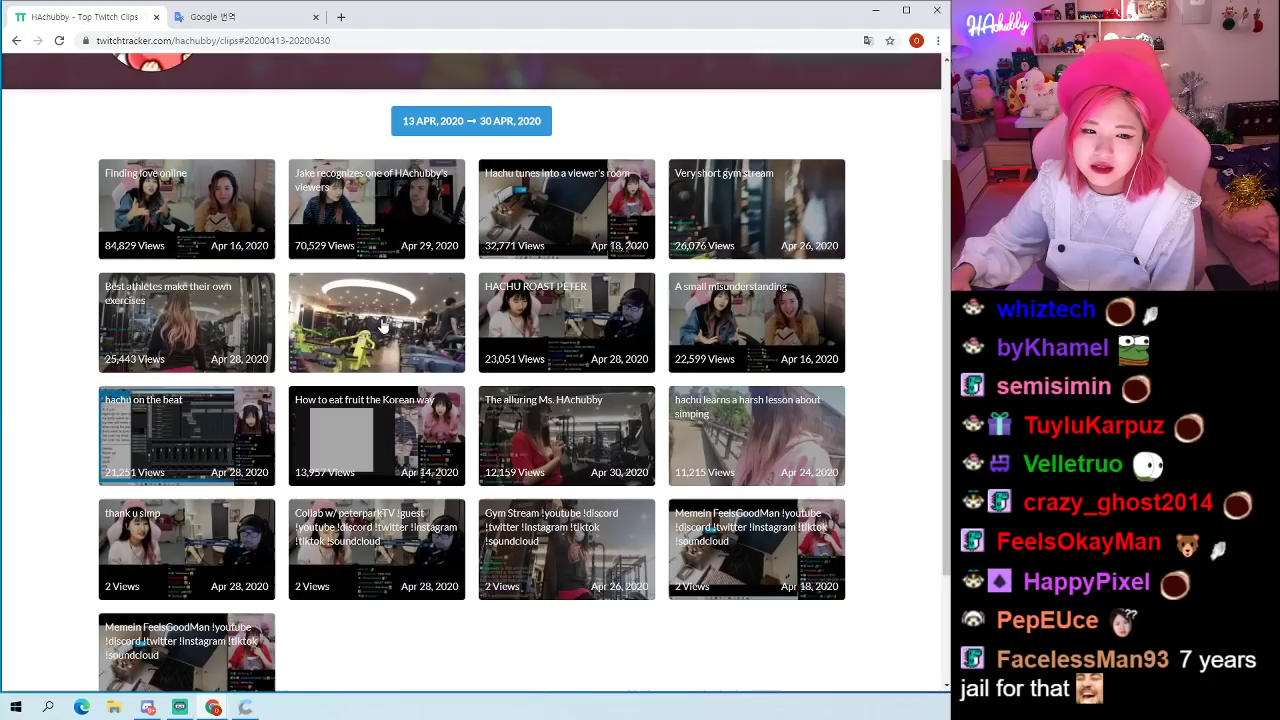 HAchubby - Top Twitch Clips
Google 번역
twitchtracker.com/hachubby/clips#20200413-20200430
HAchubby
13 APR, 2020 → 30 APR, 2020
Finding love online
84,829 Views Apr 16, 2020
Jake recognizes one of HAchubby's
viewers
70,529 Views Apr 29, 2020
Hachu tunes into a viewer's room
32,771 Views Apr 18, 2020
Very short gym stream
26,076 Views Apr 26, 2020
Best athletes make their own
exercises
25,443 Views Apr 28, 2020
HACHU ROAST PETER
23,051 Views Apr 28, 2020
A small misunderstanding
22,599 Views Apr 16, 2020
hachu on the beat
21,251 Views Apr 28, 2020
How to eat fruit the Korean way
13,957 Views Apr 14, 2020
The alluring Ms. HAchubby
12,159 Views Apr 30, 2020
hachu learns a harsh lesson about
simping
11,215 Views Apr 24, 2020
thank u simp
2 Views Apr 28, 2020
Collab w/ peterparkTV !guest
!youtube !discord !twitter !instagram
!tiktok !soundcloud
2 Views Apr 28, 2020
Gym Stream !youtube !discord
!twitter !instagram !tiktok
!soundcloud
2 Views Apr 26, 2020
Memein FeelsGoodMan !youtube
!discord !twitter !instagram !tiktok
!soundcloud
2 Views Apr 18, 2020
Memein FeelsGoodMan !youtube
!discord !twitter !instagram !tiktok
!soundcloud
whiztech
byKhamel
semisimin
TuyluKarpuz
Velletruo
crazy_ghost2014
FeelsOkayMan
HappyPixel
PepEUce
FacelessMan93 7 years
jail for that